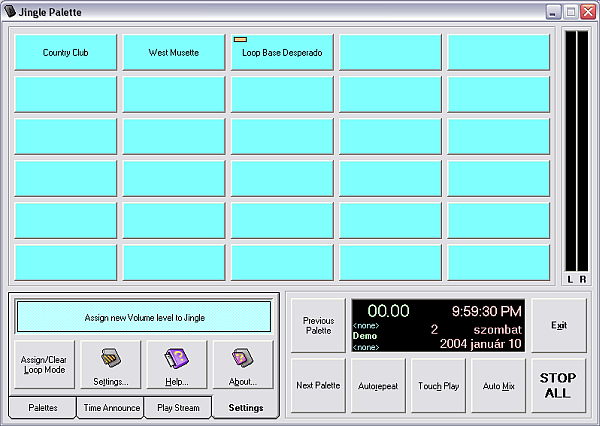 Jingle Palette
Country Club
West Musette
Loop Base Desperado
L R
Assign new Volume level to Jingle
Assign/Clear
Loop Mode
Settings...
Help...
About...
Palettes
Time Announce
Play Stream
Settings
Previous
Palette
00.00
9:59:30 PM
<none>
Demo
<none>
2
szombat
2004 január 10
Exit
Next Palette
Autorepeat
Touch Play
Auto Mix
STOP
ALL